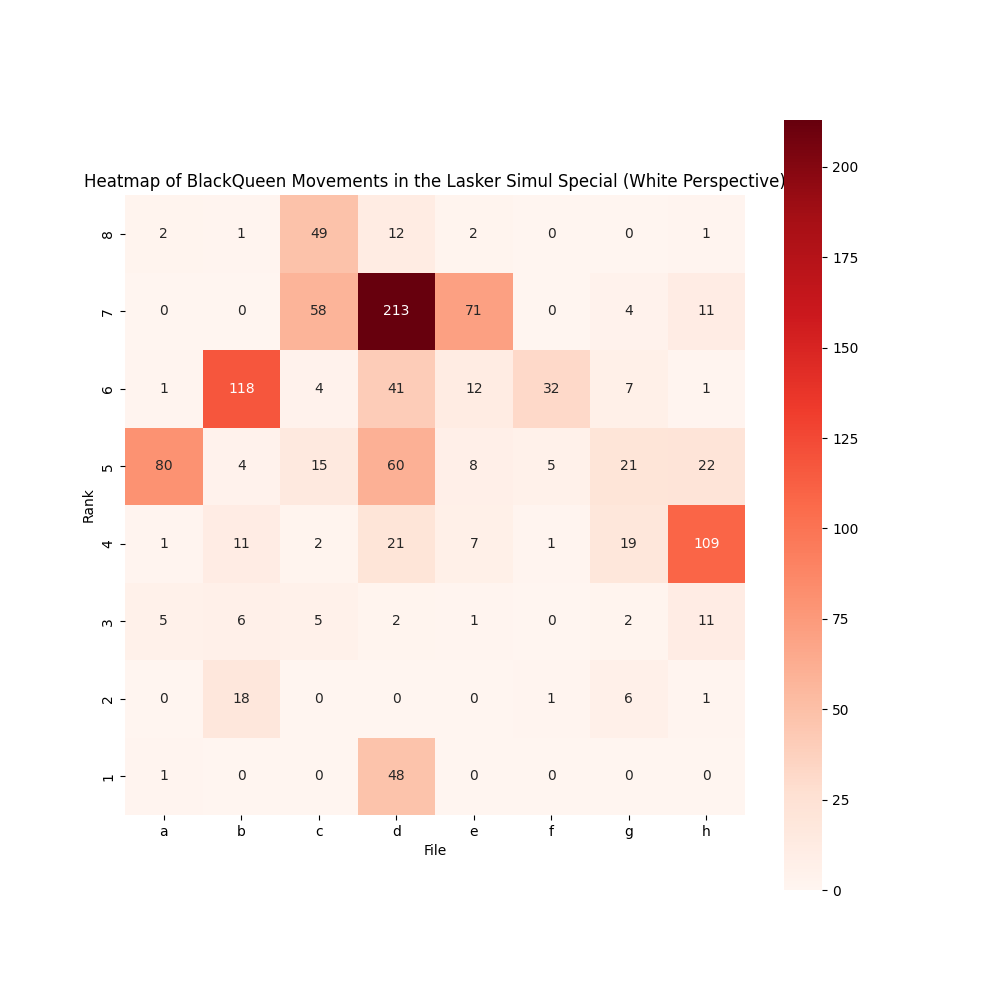 Heatmap of BlackQueen Movements in the Lasker Simul Special (White Perspective)
8 2 1 49 12 2 0 0 1
7 0 0 58 213 71 0 4 11
6 1 118 4 41 12 32 7 1
5 80 4 15 60 8 5 21 22
4 1 11 2 21 7 1 19 109
3 5 6 5 2 1 0 2 11
2 0 18 0 0 0 1 6 1
1 1 0 0 48 0 0 0 0
a b c d e f g h
File
Rank
200
175
150
125
100
75
50
25
0